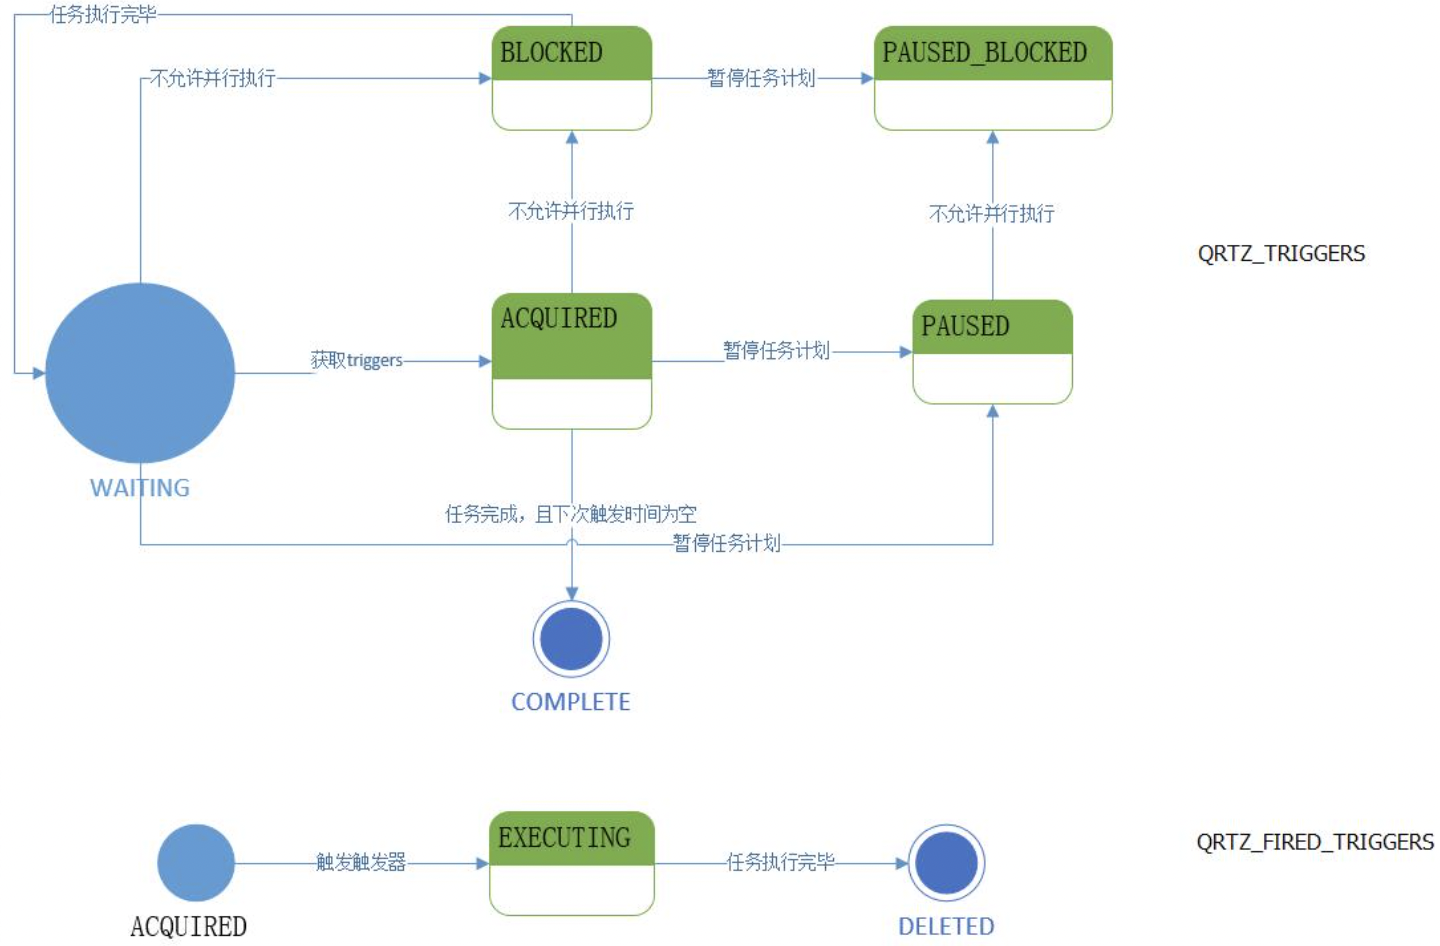 任务执行完毕
BLOCKED
PAUSED_BLOCKED
不允许并行执行
暂停任务计划
不允许并行执行
不允许并行执行
QRTZ_TRIGGERS
ACQUIRED
PAUSED
获取triggers
暂停任务计划
WAITING
任务完成，且下次触发时间为空
暂停任务计划
COMPLETE
EXECUTING
QRTZ_FIRED_TRIGGERS
触发触发器
任务执行完毕
ACQUIRED
DELETED